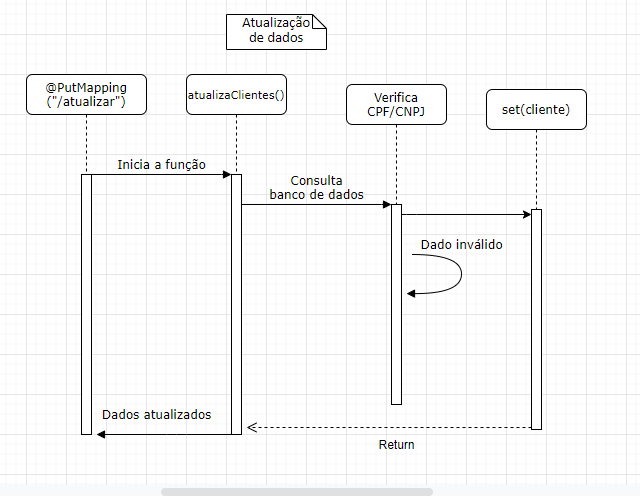 Atualização
de dados
@PutMapping
("/atualizar")
atualizaClientes()
Verifica
CPF/CNPJ
set(cliente)
Inicia a função
Consulta
banco de dados
Dado inválido
Dados atualizados
Return